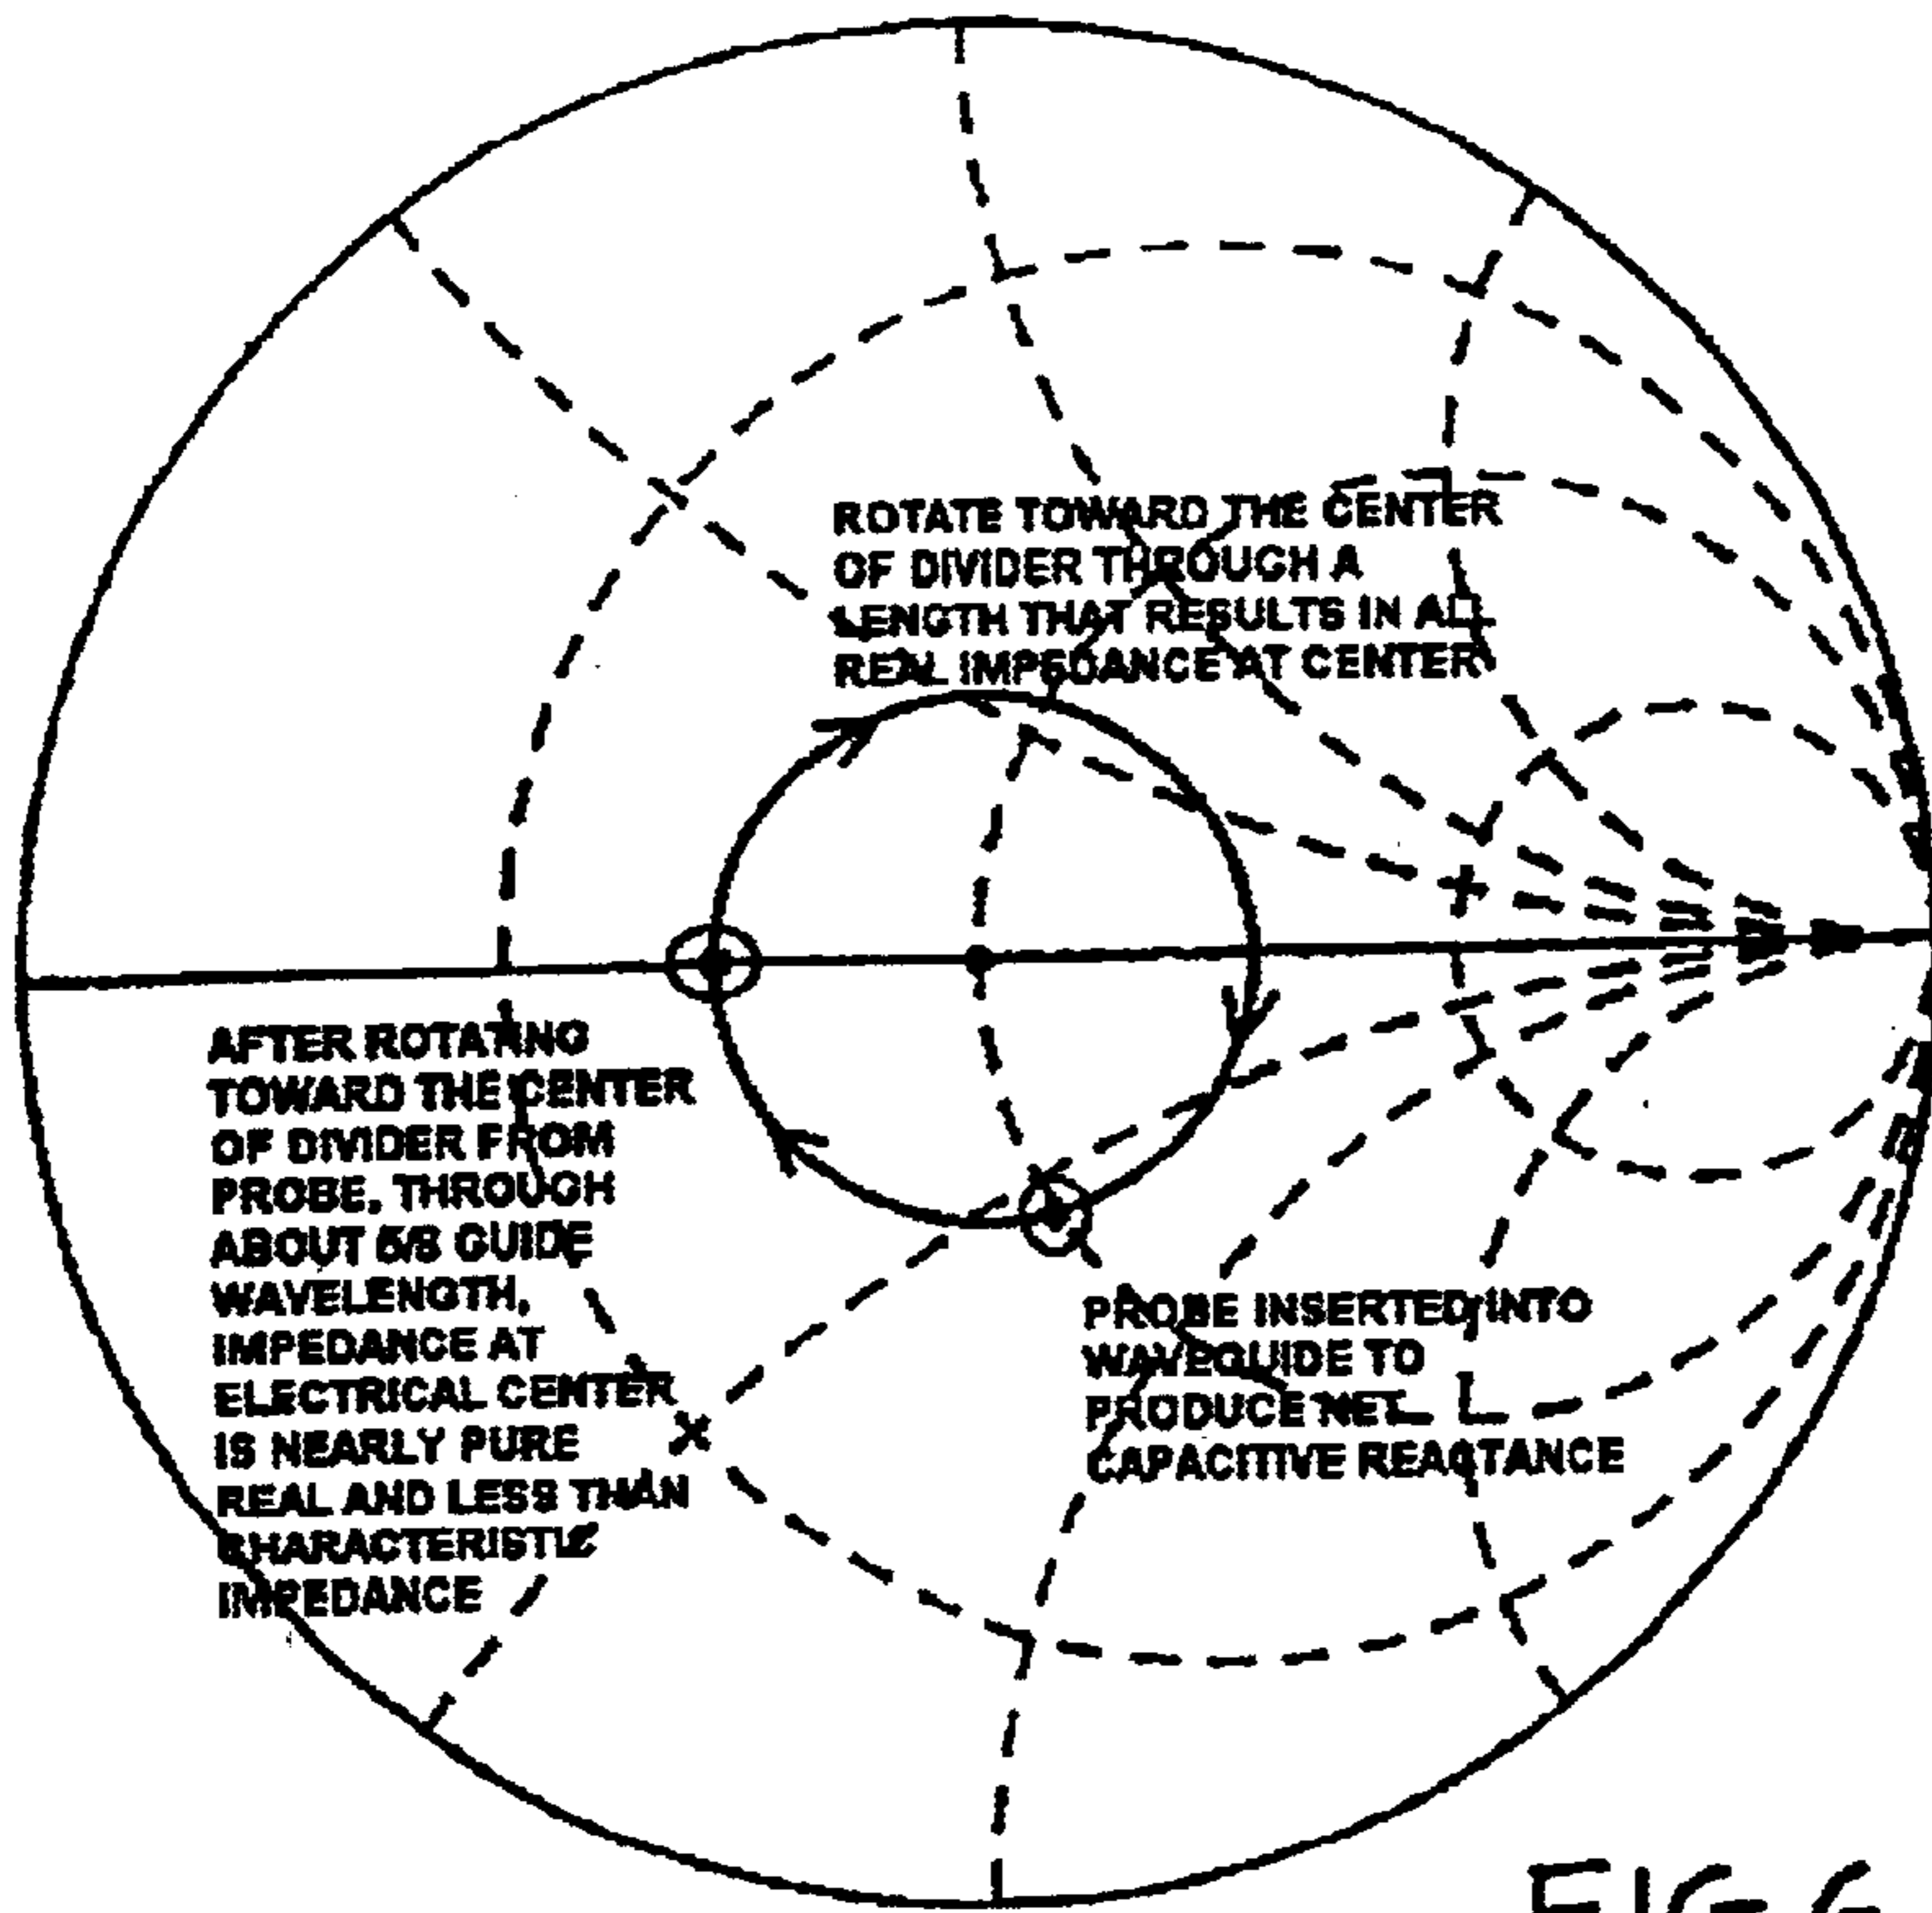 ROTATE TOWARD THE CENTER
OF DIVIDER THROUGH A
LENGTH THAT RESULTS IN ALL
REAL IMPEDANCE AT CENTER
AFTER ROTATING
TOWARD THE CENTER
OF DIVIDER FROM
PROBE, THROUGH
ABOUT 5/8 GUIDE
WAVELENGTH,
IMPEDANCE AT
ELECTRICAL CENTER
IS NEARLY PURE
REAL AND LESS THAN
CHARACTERISTIC
IMPEDANCE
PROBE INSERTED INTO
WAVEGUIDE TO
PRODUCE NET
CAPACITIVE REACTANCE